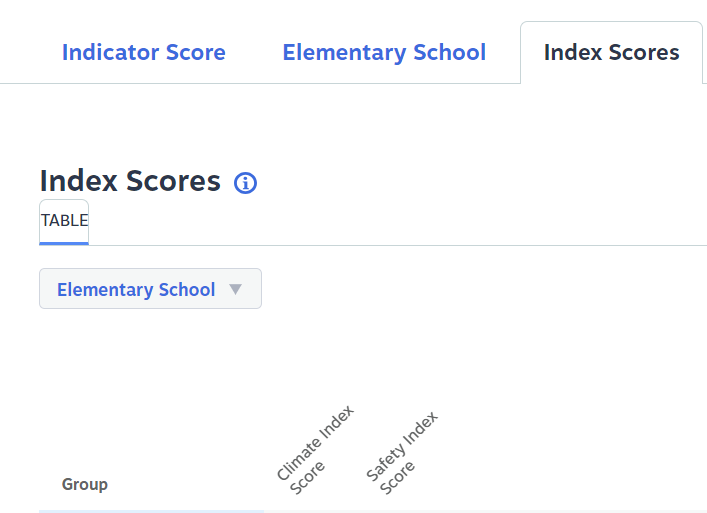 Indicator Score
Elementary School
Index Scores
Index Scores
TABLE
Elementary School
Group
Climate Index
Score
Safety Index
Score